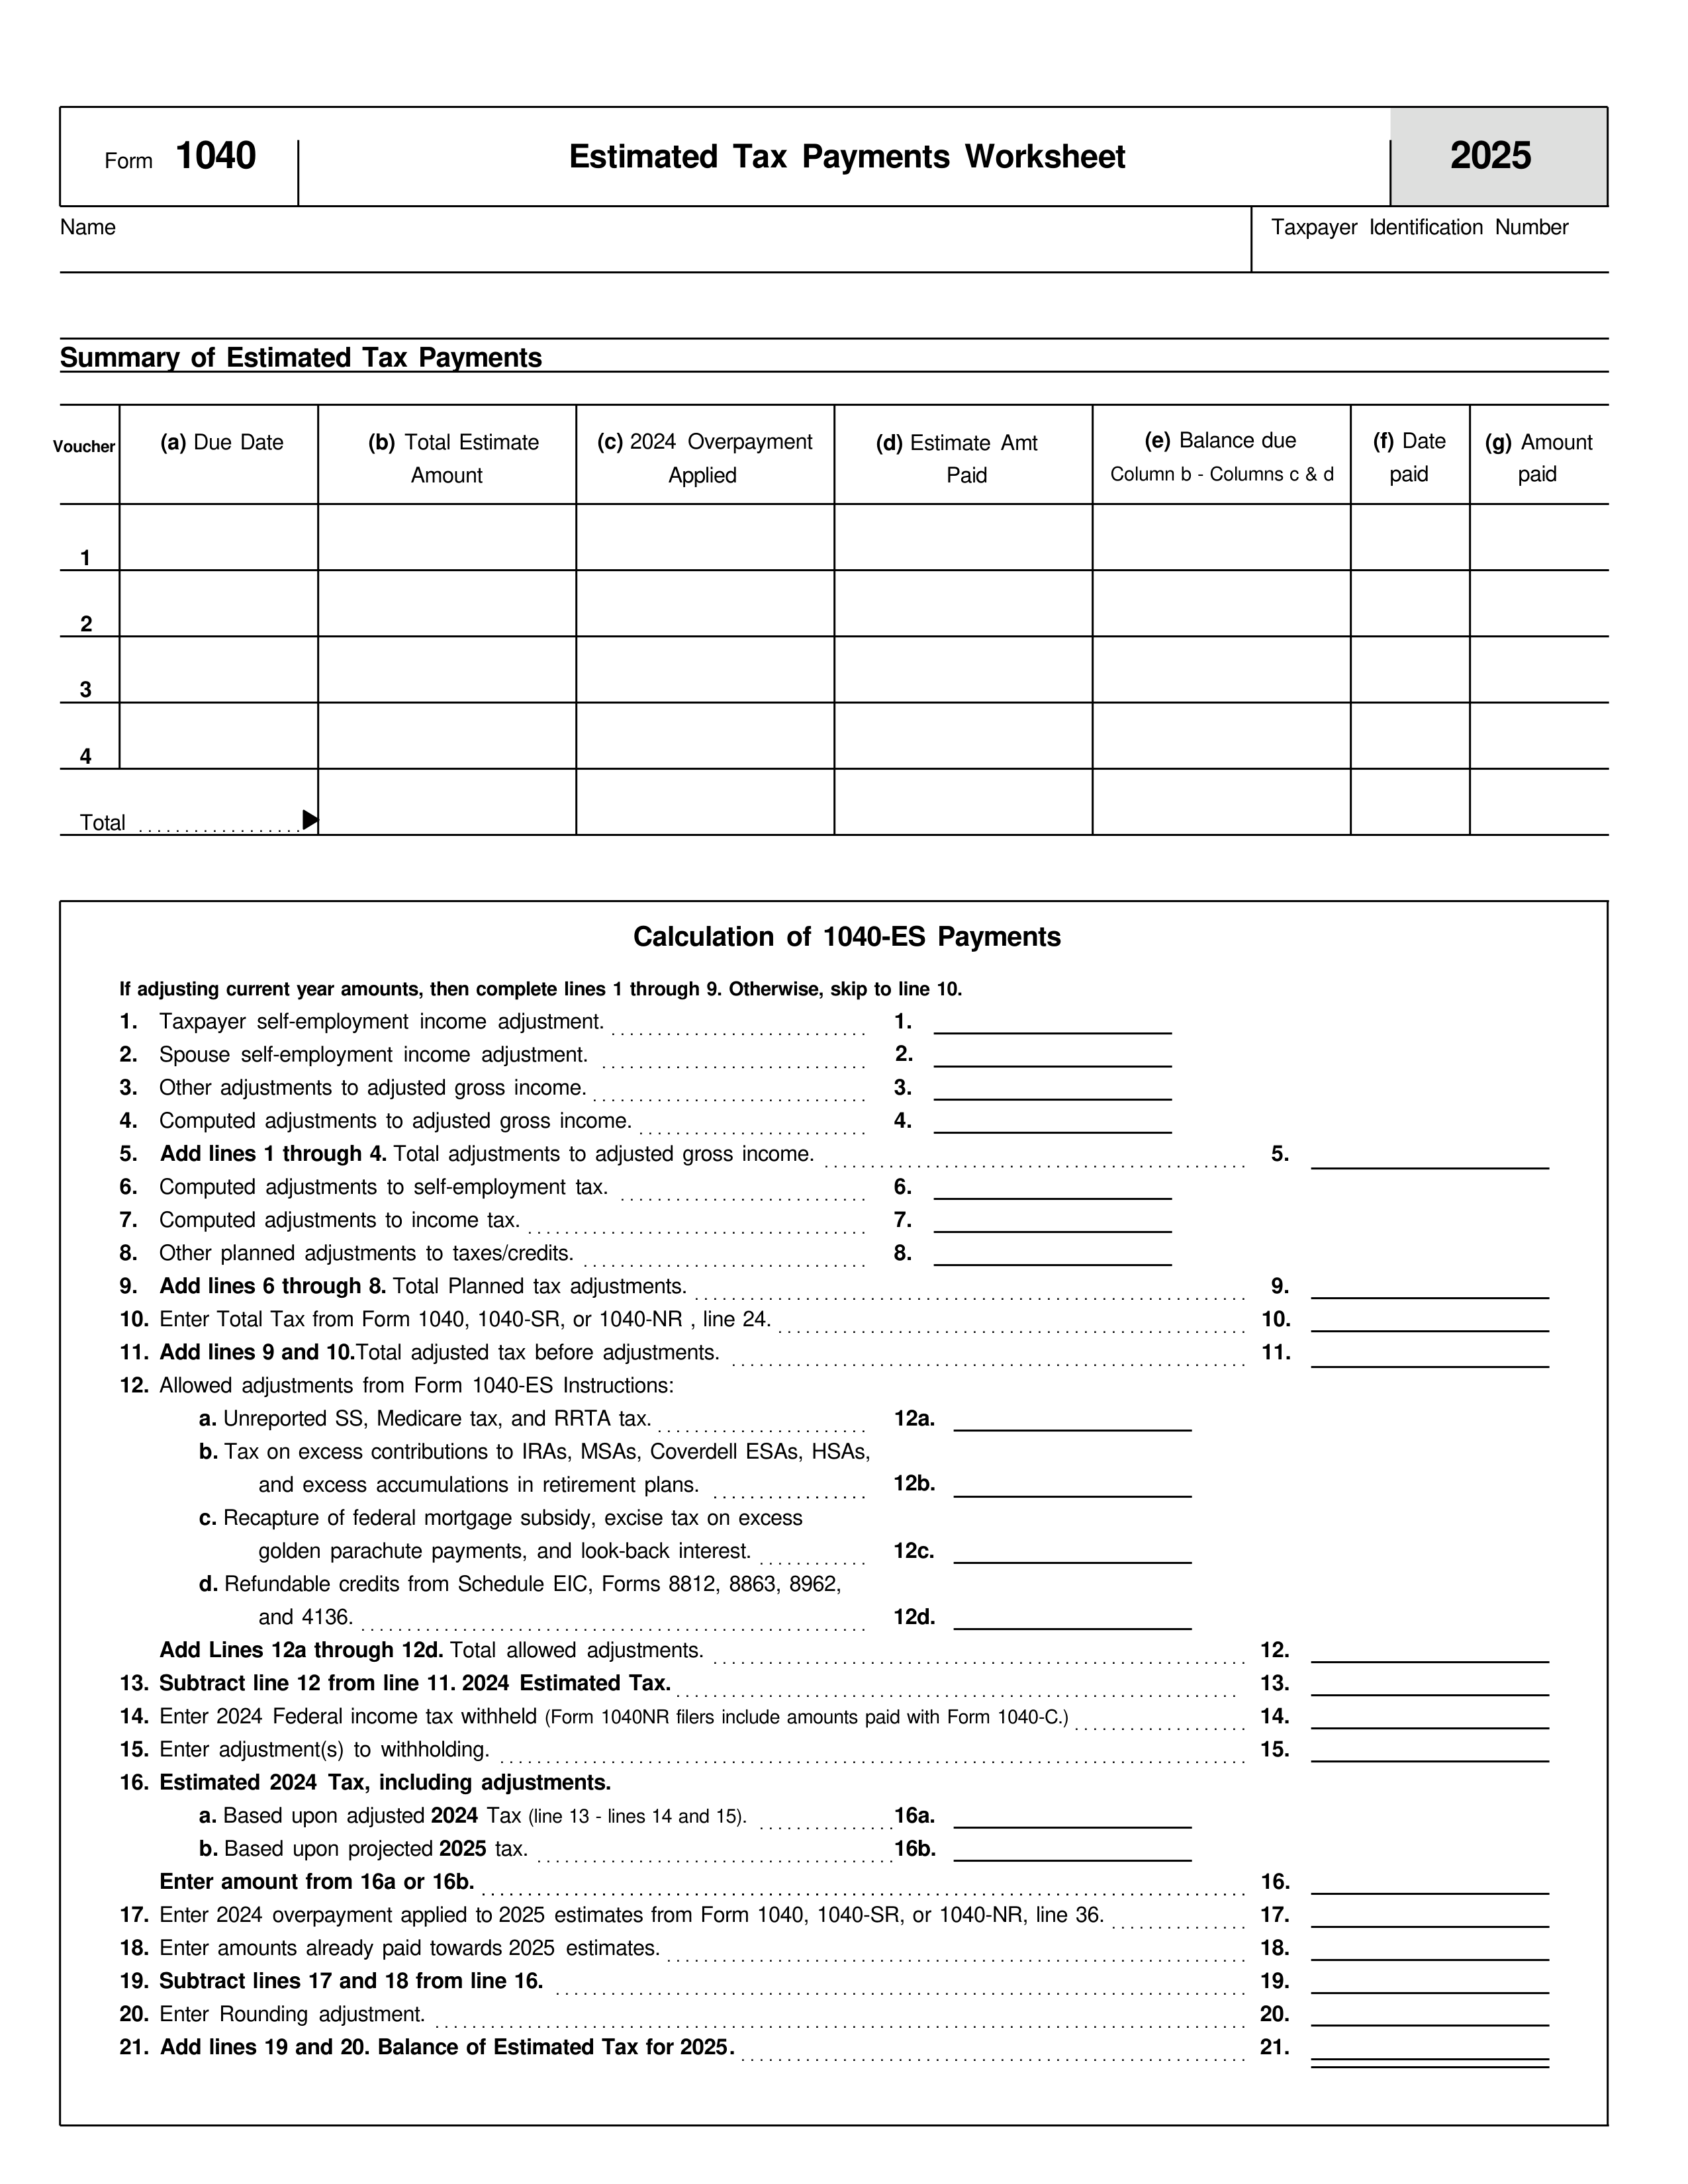 Form 1040 Estimated Tax Payments Worksheet 2025
Name Taxpayer Identification Number
Summary of Estimated Tax Payments
Voucher (a) Due Date (b) Total Estimate Amount (c) 2024 Overpayment Applied (d) Estimate Amt Paid (e) Balance due Column b - Columns c & d (f) Date paid (g) Amount paid
1
2
3
4
Total
Calculation of 1040-ES Payments
If adjusting current year amounts, then complete lines 1 through 9. Otherwise, skip to line 10.
1. Taxpayer self-employment income adjustment. 1.
2. Spouse self-employment income adjustment. 2.
3. Other adjustments to adjusted gross income. 3.
4. Computed adjustments to adjusted gross income. 4.
5. Add lines 1 through 4. Total adjustments to adjusted gross income. 5.
6. Computed adjustments to self-employment tax. 6.
7. Computed adjustments to income tax. 7.
8. Other planned adjustments to taxes/credits. 8.
9. Add lines 6 through 8. Total Planned tax adjustments. 9.
10. Enter Total Tax from Form 1040, 1040-SR, or 1040-NR , line 24. 10.
11. Add lines 9 and 10.Total adjusted tax before adjustments. 11.
12. Allowed adjustments from Form 1040-ES Instructions:
a. Unreported SS, Medicare tax, and RRTA tax. 12a.
b. Tax on excess contributions to IRAs, MSAs, Coverdell ESAs, HSAs,
and excess accumulations in retirement plans. 12b.
c. Recapture of federal mortgage subsidy, excise tax on excess
golden parachute payments, and look-back interest. 12c.
d. Refundable credits from Schedule EIC, Forms 8812, 8863, 8962,
and 4136. 12d.
Add Lines 12a through 12d. Total allowed adjustments. 12.
13. Subtract line 12 from line 11. 2024 Estimated Tax. 13.
14. Enter 2024 Federal income tax withheld (Form 1040NR filers include amounts paid with Form 1040-C.) 14.
15. Enter adjustment(s) to withholding. 15.
16. Estimated 2024 Tax, including adjustments.
a. Based upon adjusted 2024 Tax (line 13 - lines 14 and 15). 16a.
b. Based upon projected 2025 tax. 16b.
Enter amount from 16a or 16b. 16.
17. Enter 2024 overpayment applied to 2025 estimates from Form 1040, 1040-SR, or 1040-NR, line 36. 17.
18. Enter amounts already paid towards 2025 estimates. 18.
19. Subtract lines 17 and 18 from line 16. 19.
20. Enter Rounding adjustment. 20.
21. Add lines 19 and 20. Balance of Estimated Tax for 2025. 21.